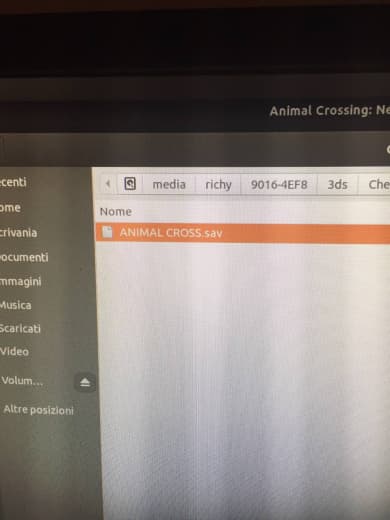 Animal Crossing: Ne
ecenti
media richy 9016-4EF8 3ds Che
ome
Nome
crivania
ANIMAL CROSS.sav
ocumenti
mmagini
Musica
Scaricati
Video
Volum...
Altre posizioni